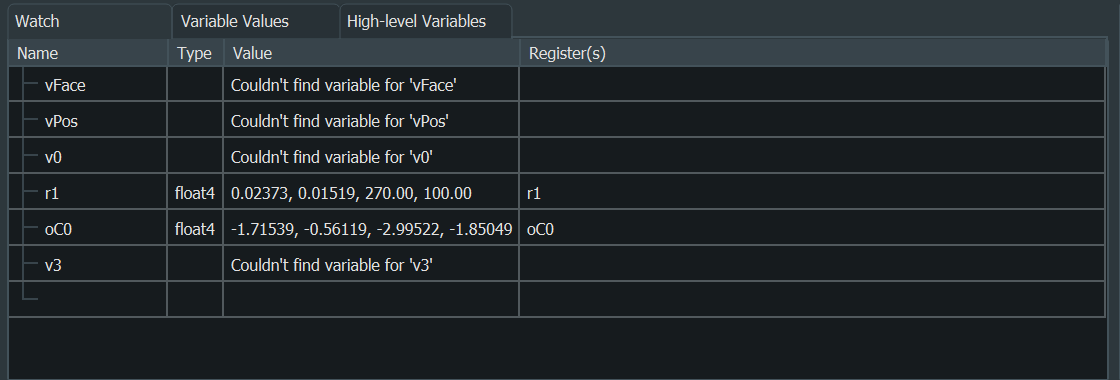 Watch Variable Values High-level Variables
Name Type Value Register(s)
vFace Couldn't find variable for 'vFace'
vPos Couldn't find variable for 'vPos'
v0 Couldn't find variable for 'v0'
r1 float4 0.02373, 0.01519, 270.00, 100.00 r1
oC0 float4 -1.71539, -0.56119, -2.99522, -1.85049 oC0
v3 Couldn't find variable for 'v3'